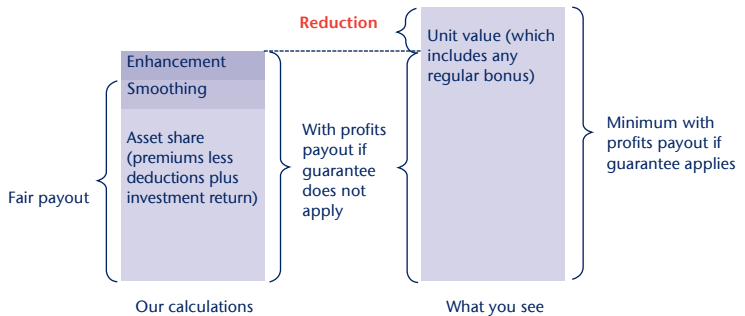 Reduction
Enhancement
Smoothing
Asset share
(premiums less
deductions plus
investment return)
Fair payout
With profits
payout if
guarantee
does not
apply
Unit value (which
includes any
regular bonus)
Minimum with
profits payout if
guarantee applies
Our calculations
What you see